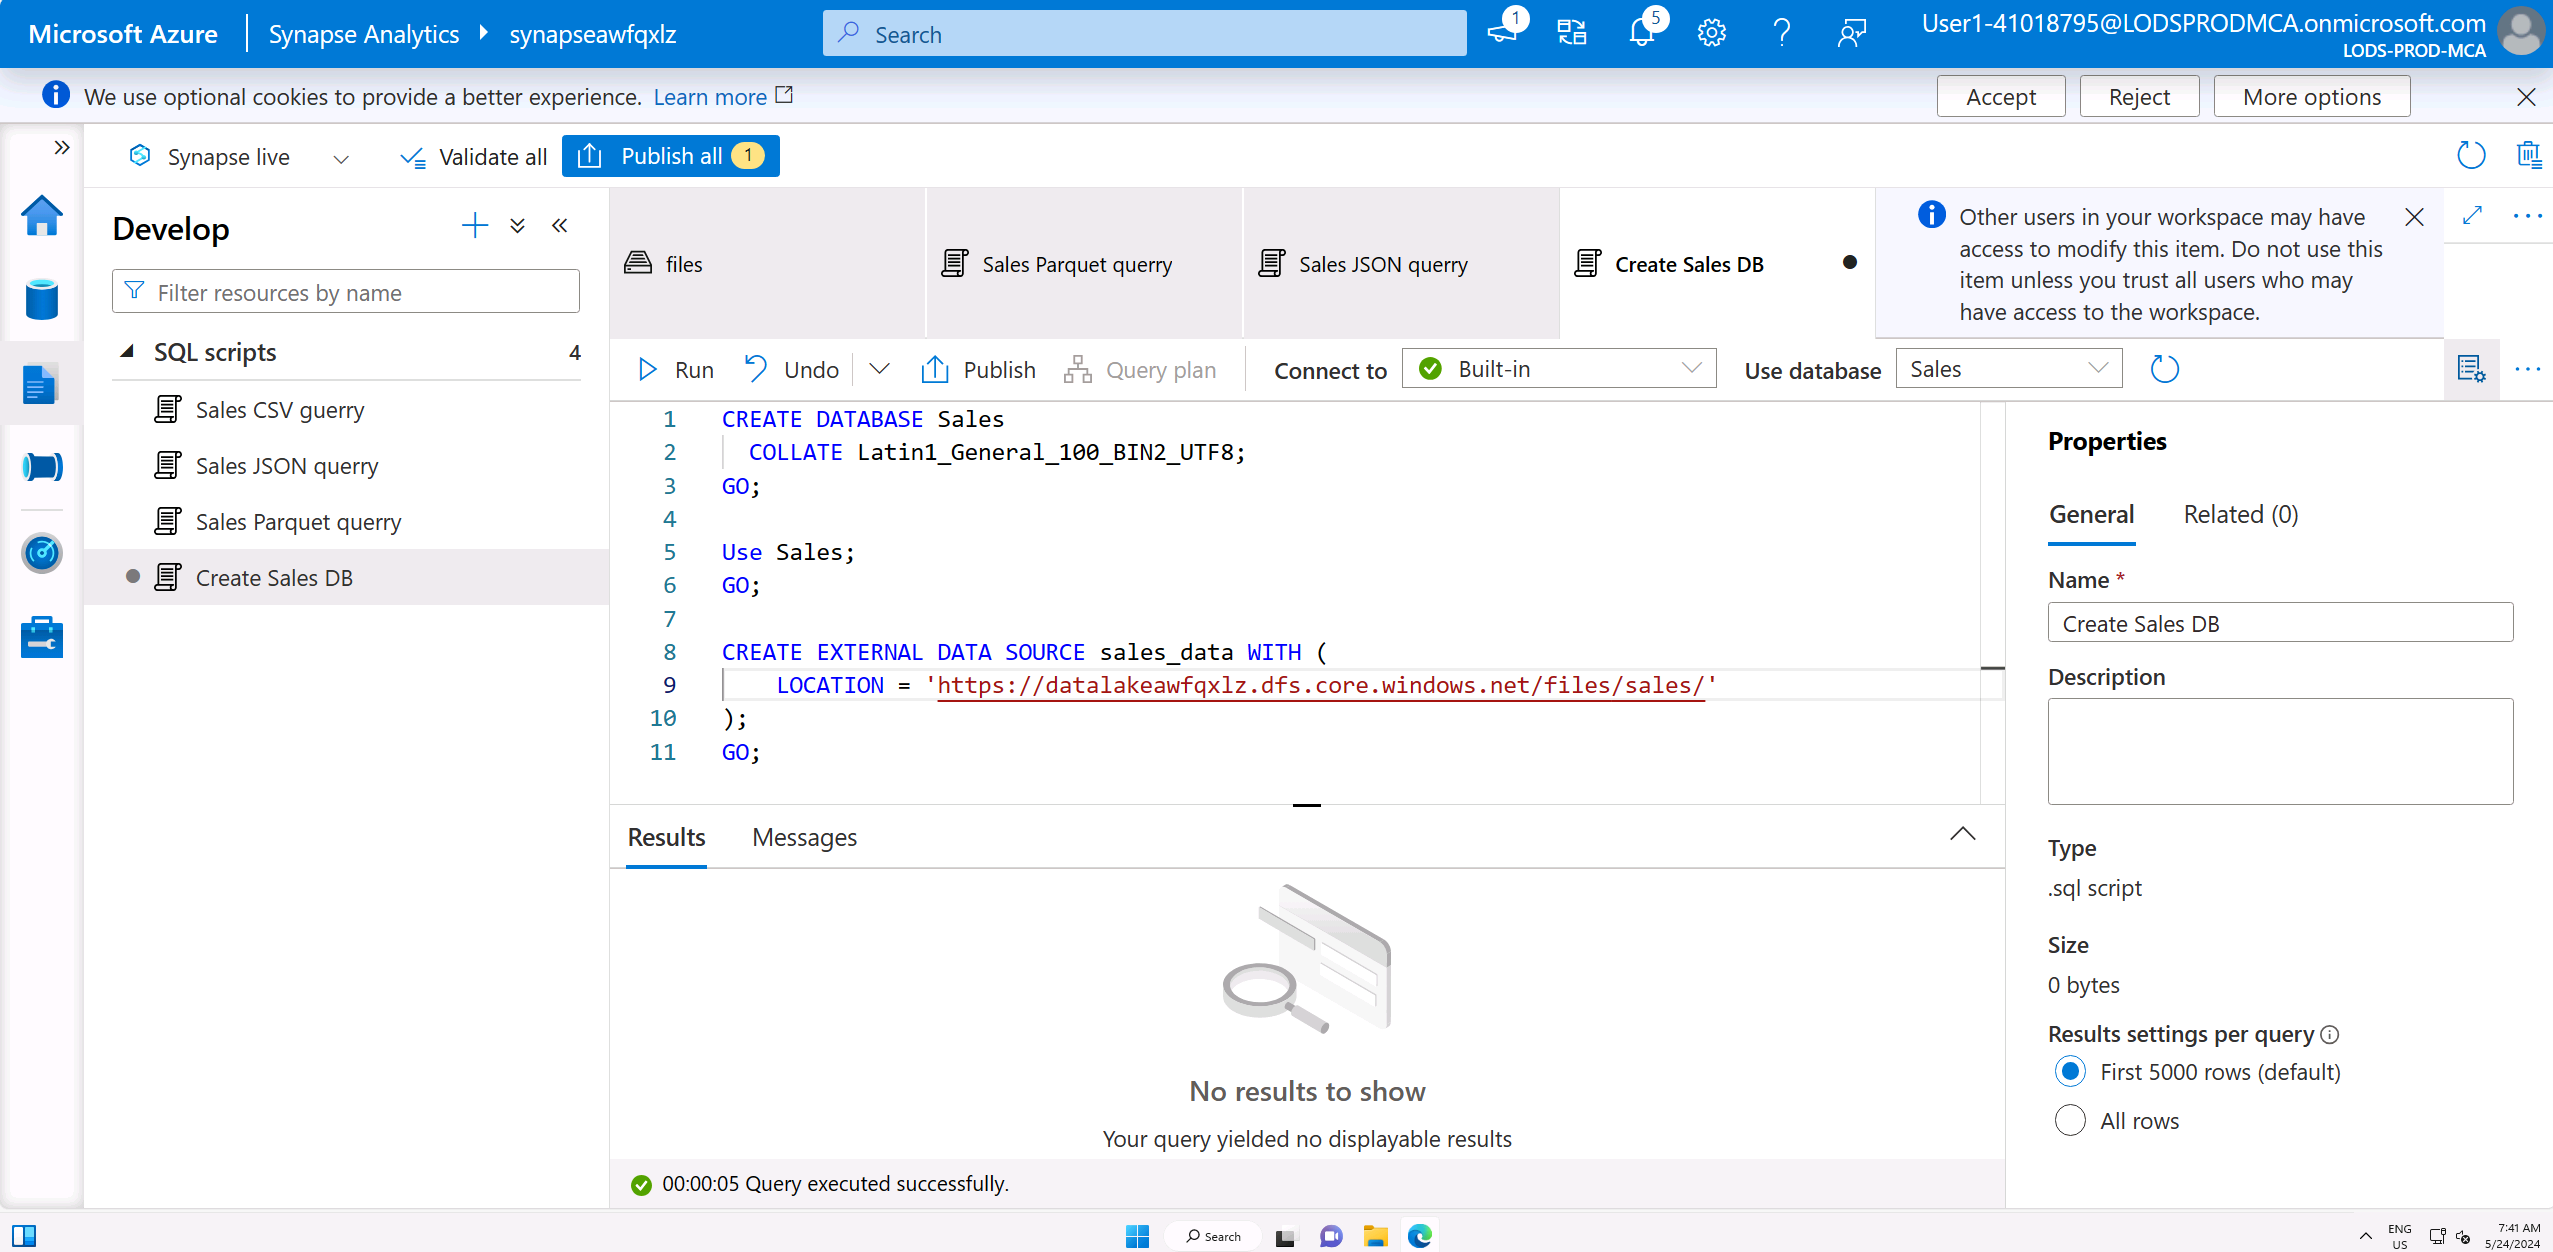 Microsoft Azure
Synapse Analytics
synapseawfqxlz
Search
1
5
User1-41018795@LODSPRODMCA.onmicrosoft.com
LODS-PROD-MCA
We use optional cookies to provide a better experience. Learn more
Accept
Reject
More options
Synapse live
Validate all
Publish all 1
Develop
Filter resources by name
SQL scripts 4
Sales CSV guerry
Sales JSON querry
Sales Parquet querry
Create Sales DB
files
Sales Parquet querry
Sales JSON querry
Create Sales DB
Other users in your workspace may have
access to modify this item. Do not use this
item unless you trust all users who may
have access to the workspace.
Run
Undo
Publish
Query plan
Connect to
Built-in
Use database
Sales
1 CREATE DATABASE Sales
2 COLLATE Latin1_General_100_BIN2_UTF8;
3 GO;
4
5 Use Sales;
6 GO;
7
8 CREATE EXTERNAL DATA SOURCE sales_data WITH (
9 LOCATION = 'https://datalakeawfqxlz.dfs.core.windows.net/files/sales/'
10 );
11 GO;
Results
Messages
No results to show
Your query yielded no displayable results
00:00:05 Query executed successfully.
Properties
General
Related (0)
Name *
Create Sales DB
Description
Type
.sql script
Size
0 bytes
Results settings per query
First 5000 rows (default)
All rows
Search
ENG
US
7:41 AM
5/24/2024